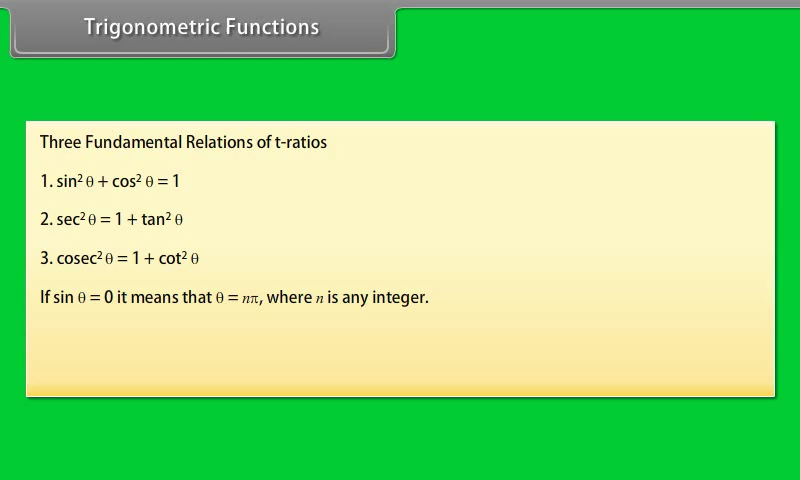 Trigonometric Functions
Three Fundamental Relations of t-ratios
1. sin² θ + cos² θ = 1
2. sec² θ = 1 + tan² θ
3. cosec² θ = 1 + cot² θ
If sin θ = 0 it means that θ = nπ, where n is any integer.